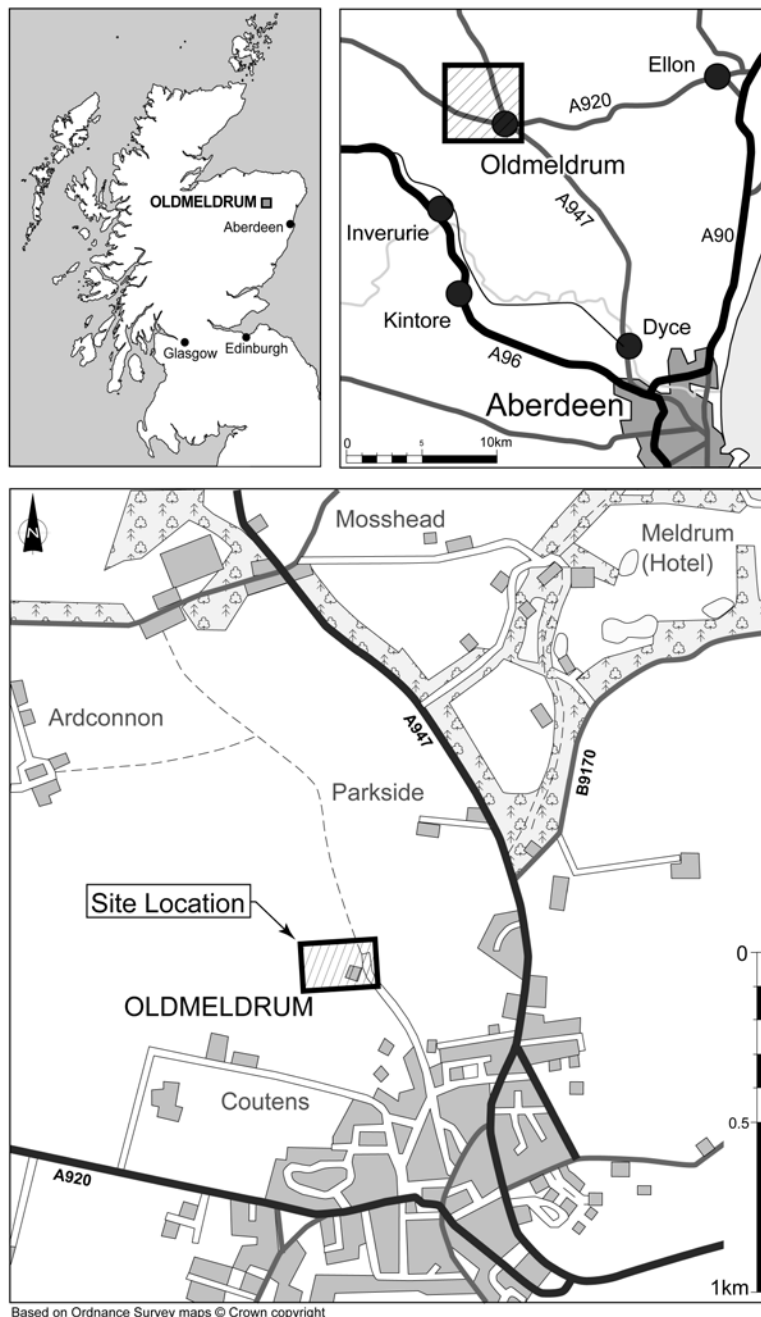 OLDMELDRUM
Aberdeen
Glasgow
Edinburgh
Ellon
A920
Oldmeldrum
A947
A90
Inverurie
Kintore
Dyce
A96
Aberdeen
0
5
10km
N
Mosshead
Meldrum
(Hotel)
Ardconnon
A947
Parkside
B9170
Site Location
0
OLDMELDRUM
Coutens
0.5
A920
1km
Based on Ordnance Survey maps © Crown copyright